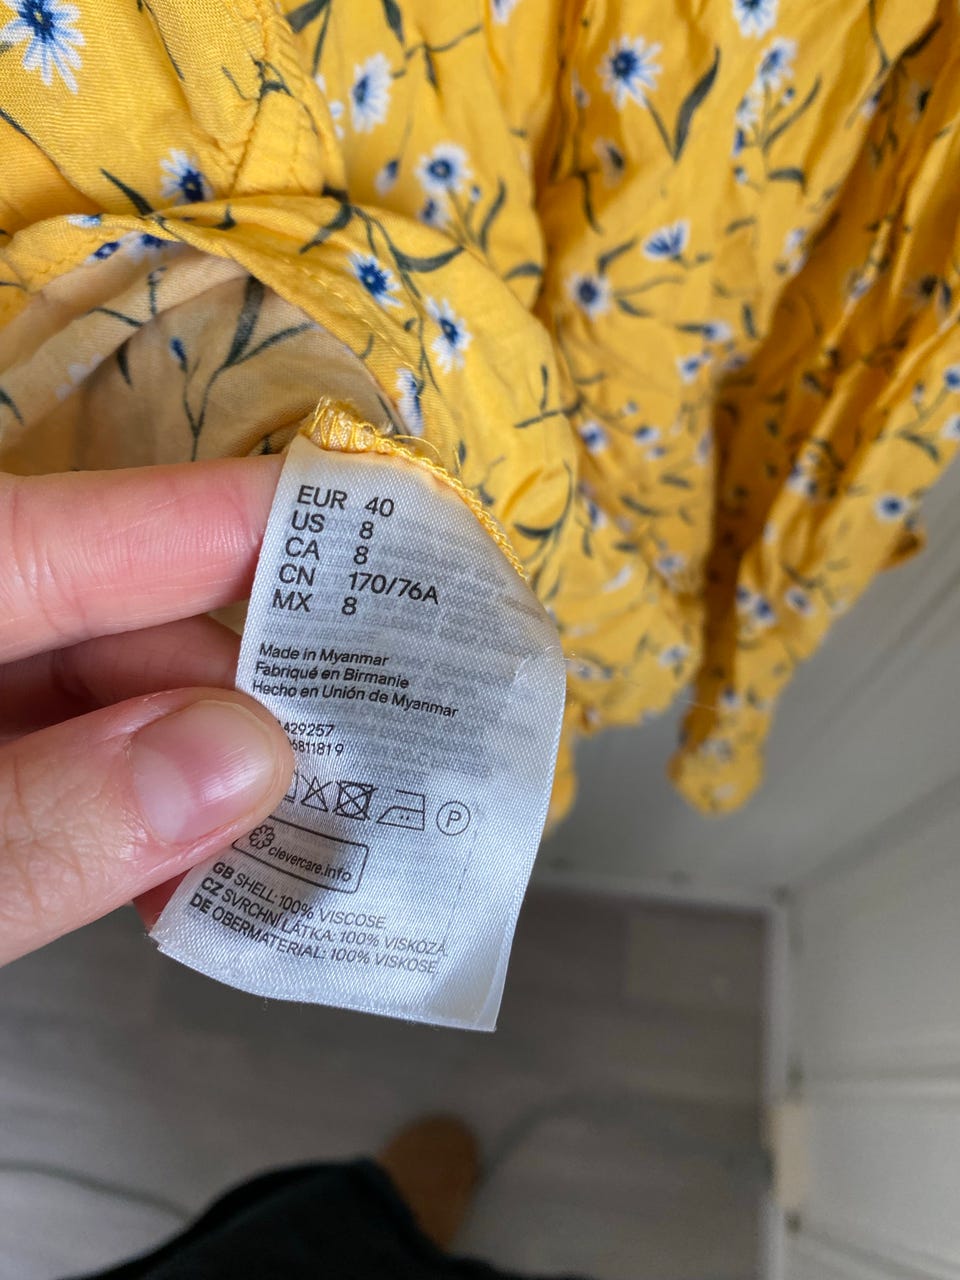 EUR 40
US 8
CA 8
CN 170/76A
MX 8
Made in Myanmar
Fabriqué en Birmanie
Hecho en Unión de Myanmar
P
clevercare.info
GB SHELL: 100% VISCOSE
CZ SVRCHNÍ LÁTKA: 100% VISKÓZA
DE OBERMATERIAL: 100% VISKOSE